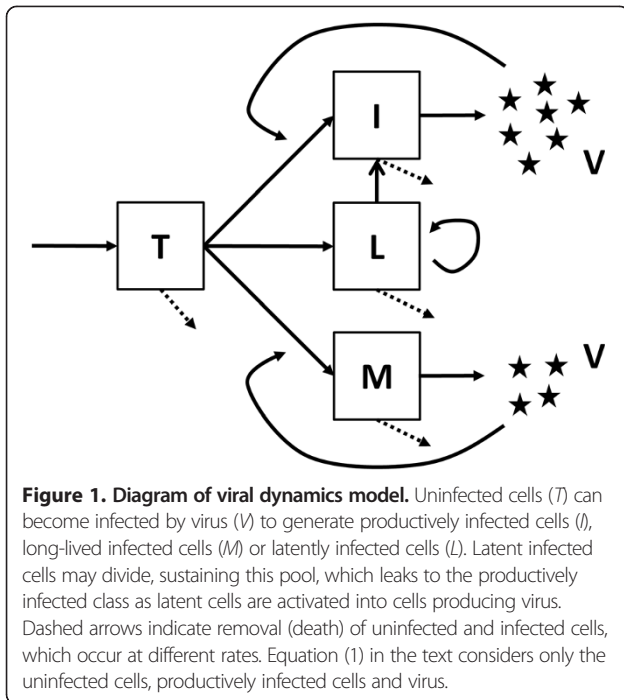 I
V
T
L
M
V
Figure 1. Diagram of viral dynamics model. Uninfected cells (T) can
become infected by virus (V) to generate productively infected cells (I),
long-lived infected cells (M) or latently infected cells (L). Latent infected
cells may divide, sustaining this pool, which leaks to the productively
infected class as latent cells are activated into cells producing virus.
Dashed arrows indicate removal (death) of uninfected and infected cells,
which occur at different rates. Equation (1) in the text considers only the
uninfected cells, productively infected cells and virus.